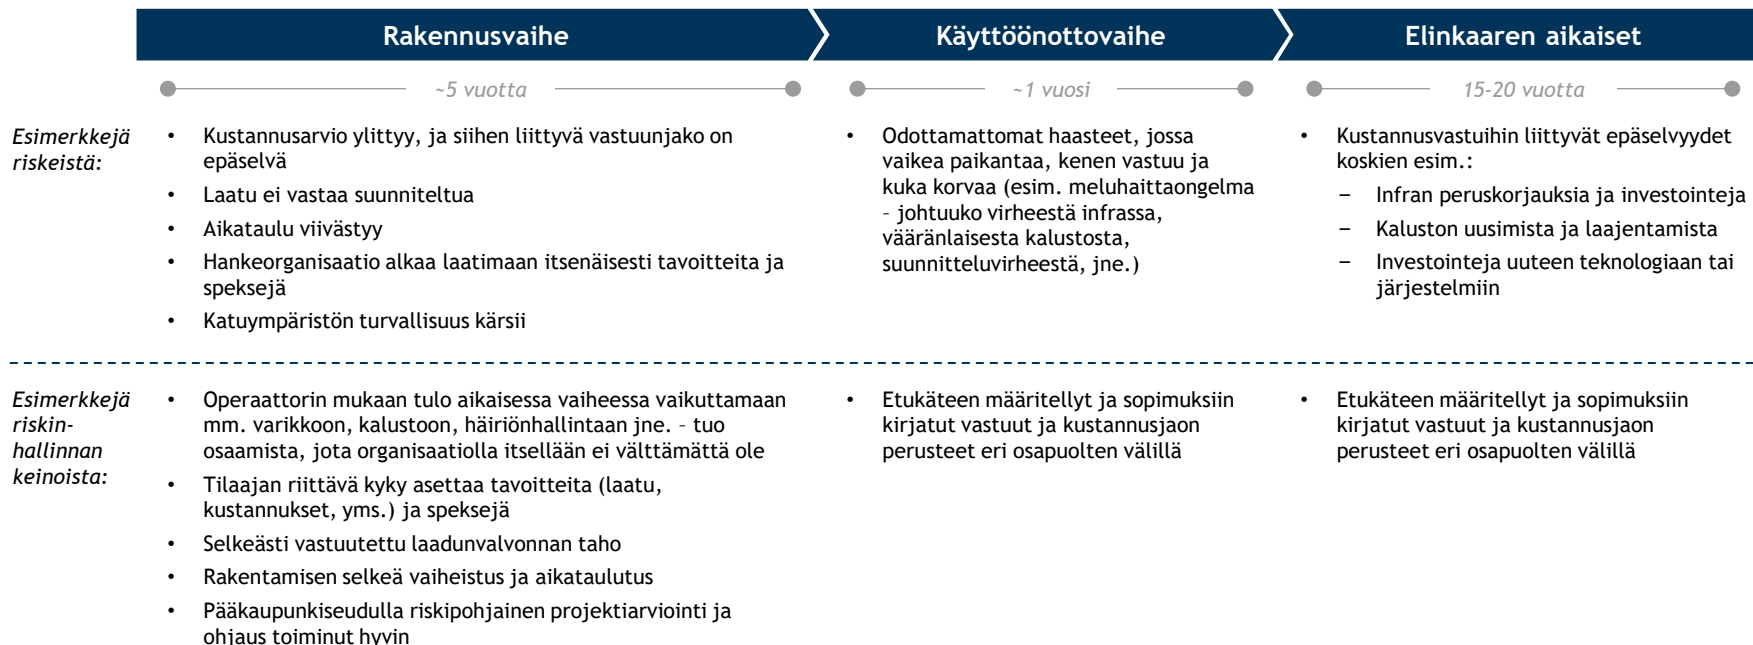 Rakennusvaihe
Käyttöönottovaihe
Elinkaaren aikaiset
~5 vuotta
~1 vuosi
15-20 vuotta
Esimerkkejä
riskeistä:
• Kustannusarvio ylittyy, ja siihen liittyvä vastuunjako on
epäselvä
• Laatu ei vastaa suunniteltua
• Aikataulu viivästyy
• Hankeorganisaatio alkaa laatimaan itsenäisesti tavoitteita ja
speksejä
• Katuympäristön turvallisuus kärsii
• Odottamattomat haasteet, jossa
vaikea paikantaa, kenen vastuu ja
kuka korvaa (esim. meluhaittaongelma
– johtuuko virheestä infrassa,
vääränlaisesta kalustosta,
suunnitteluvirheestä, jne.)
• Kustannusvastuihin liittyvät epäselvyydet
koskien esim.:
– Infran peruskorjauksia ja investointeja
– Kaluston uusimista ja laajentamista
– Investointeja uuteen teknologiaan tai
järjestelmiin
Esimerkkejä
riskin-
hallinnan
keinoista:
• Operaattorin mukaan tulo aikaisessa vaiheessa vaikuttamaan
mm. varikkoon, kalustoon, häiriönhallintaan jne. – tuo
osaamista, jota organisaatiolla itsellään ei välttämättä ole
• Tilaajan riittävä kyky asettaa tavoitteita (laatu,
kustannukset, yms.) ja speksejä
• Selkeästi vastuutettu laadunvalvonnan taho
• Rakentamisen selkeä vaiheistus ja aikataulutus
• Pääkaupunkiseudulla riskipohjainen projektiarviointi ja
ohjaus toiminut hyvin
• Etukäteen määritellyt ja sopimuksiin
kirjatut vastuut ja kustannusjaon
perusteet eri osapuolten välillä
• Etukäteen määritellyt ja sopimuksiin
kirjatut vastuut ja kustannusjaon
perusteet eri osapuolten välillä